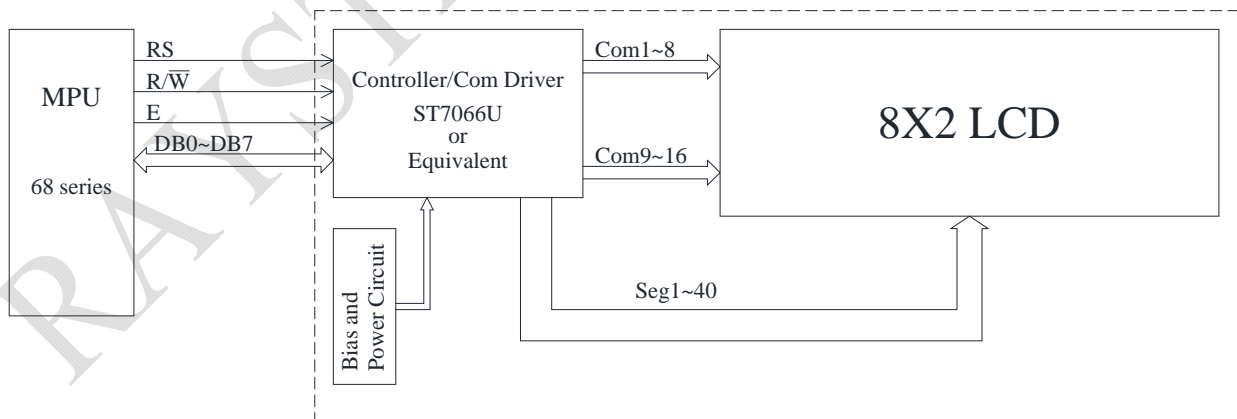 MPU
68 series
RS
R/W̅
E
DB0~DB7
Controller/Com Driver
ST7066U
or
Equivalent
Com1~8
Com9~16
8X2 LCD
Bias and
Power Circuit
Seg1~40
RAYST